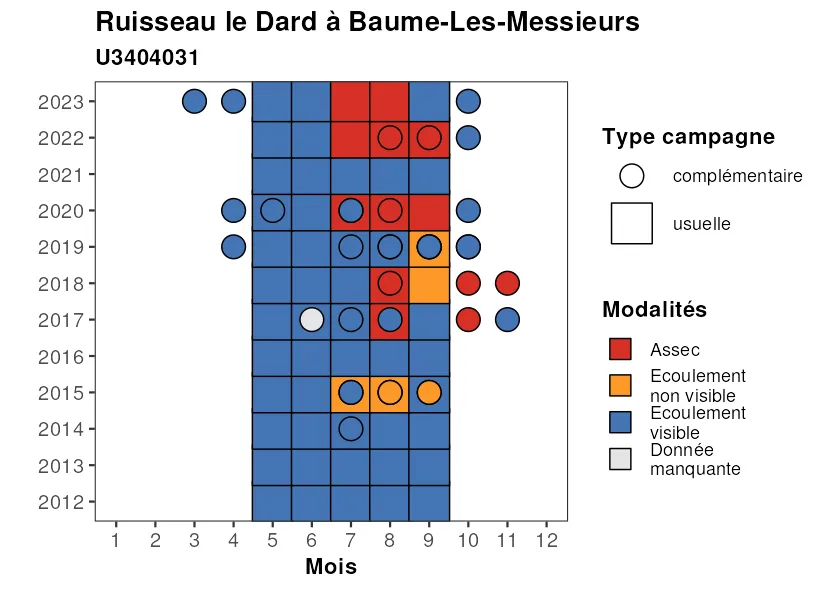 Ruisseau le Dard à Baume-Les-Messieurs
U3404031
2023
2022
2021
2020
2019
2018
2017
2016
2015
2014
2013
2012
1 2 3 4 5 6 7 8 9 10 11 12
Mois
Type campagne
complémentaire
usuelle
Modalités
Assec
Ecoulement
non visible
Ecoulement
visible
Donnée
manquante